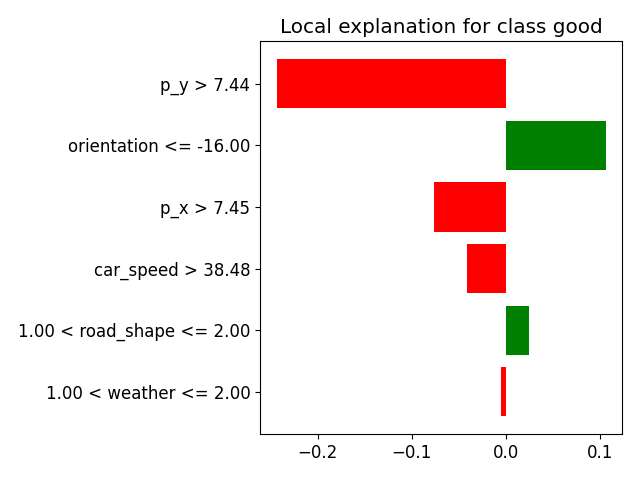 Local explanation for class good
p_y > 7.44
orientation <= -16.00
p_x > 7.45
car_speed > 38.48
1.00 < road_shape <= 2.00
1.00 < weather <= 2.00
−0.2 −0.1 0.0 0.1